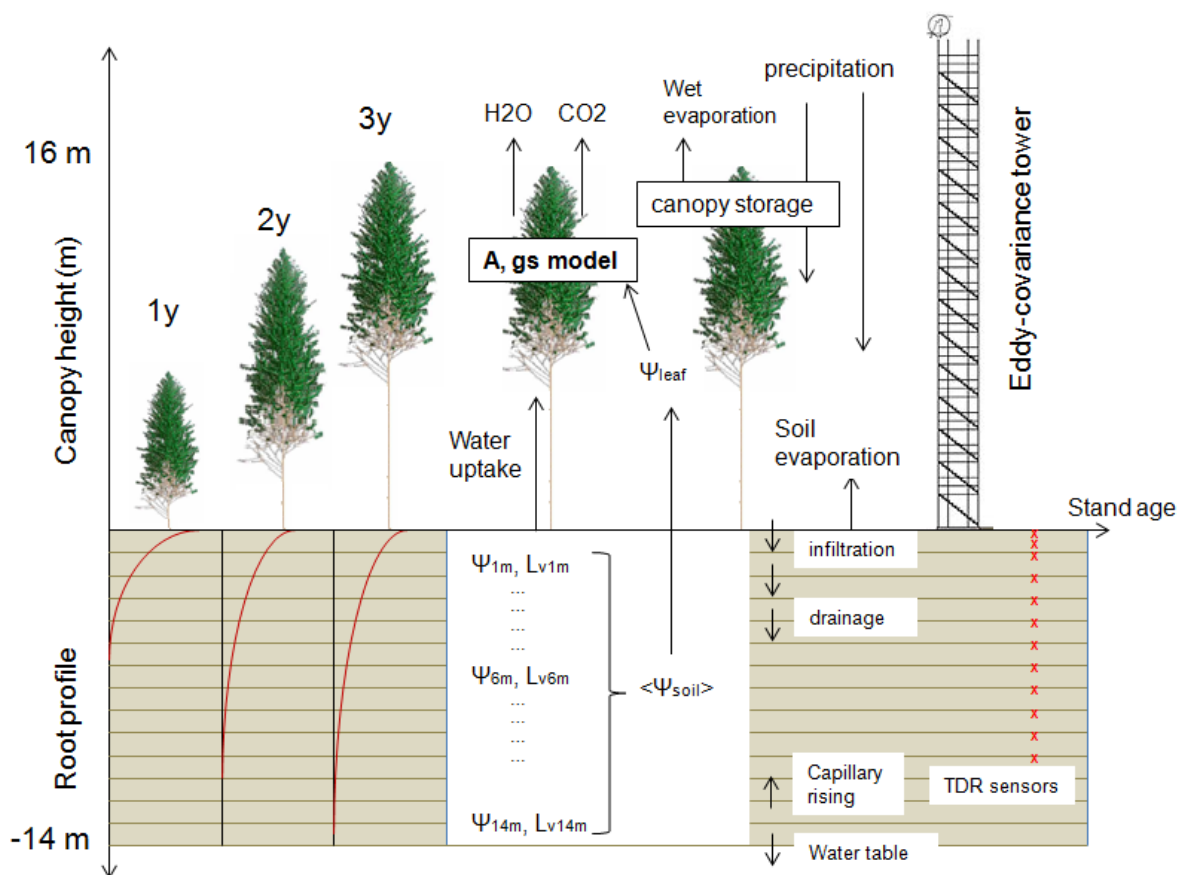 precipitation
Wet
evaporation
H2O
CO2
3y
16 m
canopy storage
2y
A, gs model
1y
Ψleaf
Canopy height (m)
Eddy-covariance tower
Water
uptake
Soil
evaporation
Stand age
Root profile
Ψ1m, Lv1m
...
...
...
...
Ψ6m, Lv6m
...
...
...
...
Ψ14m, Lv14m
<Ψsoil>
infiltration
drainage
x
x
x
x
x
x
x
x
x
x
x
x
Capillary
rising
TDR sensors
-14 m
Water table